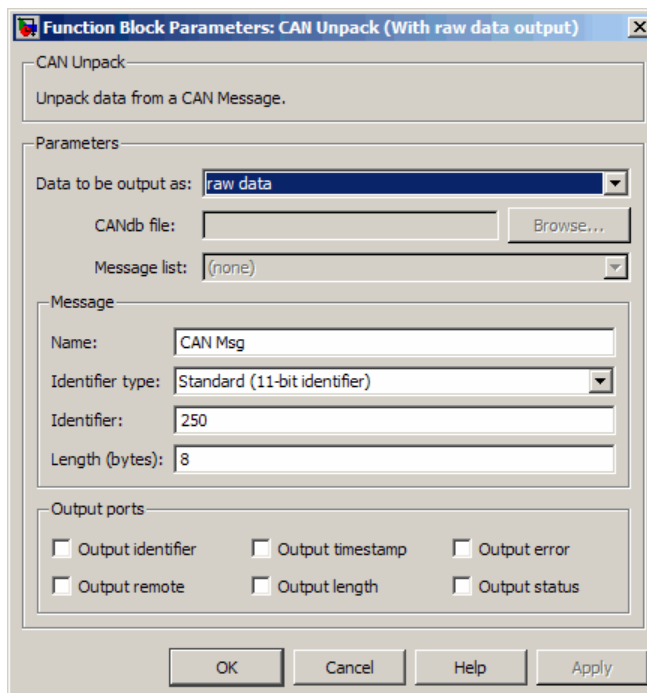 Function Block Parameters: CAN Unpack (With raw data output)
CAN Unpack
Unpack data from a CAN Message.
Parameters
Data to be output as: raw data
CANdb file: Browse...
Message list: (none)
Message
Name: CAN Msg
Identifier type: Standard (11-bit identifier)
Identifier: 250
Length (bytes): 8
Output ports
Output identifier Output timestamp Output error
Output remote Output length Output status
OK Cancel Help Apply